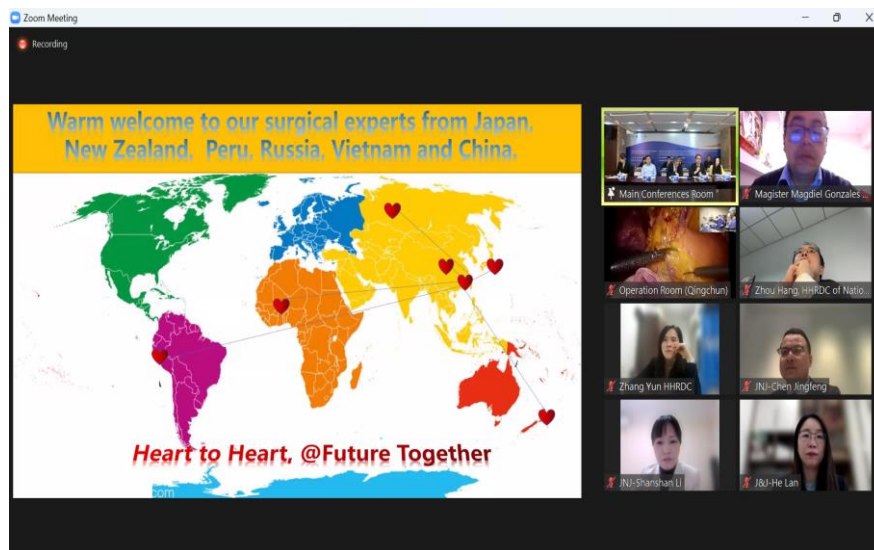 Zoom Meeting
Recording
Warm welcome to our surgical experts from Japan,
New Zealand, Peru, Russia, Vietnam and China.
Heart to Heart, @Future Together
com
Main Conferences Room
Magister Magdiel Gonzales ...
Operation Room (Qingchun)
Zhou Hang, HHRDC of Natio...
Zhang Yun HHRDC
JNJ-Chen Jingfeng
JNJ-Shanshan Li
J&J-He Lan